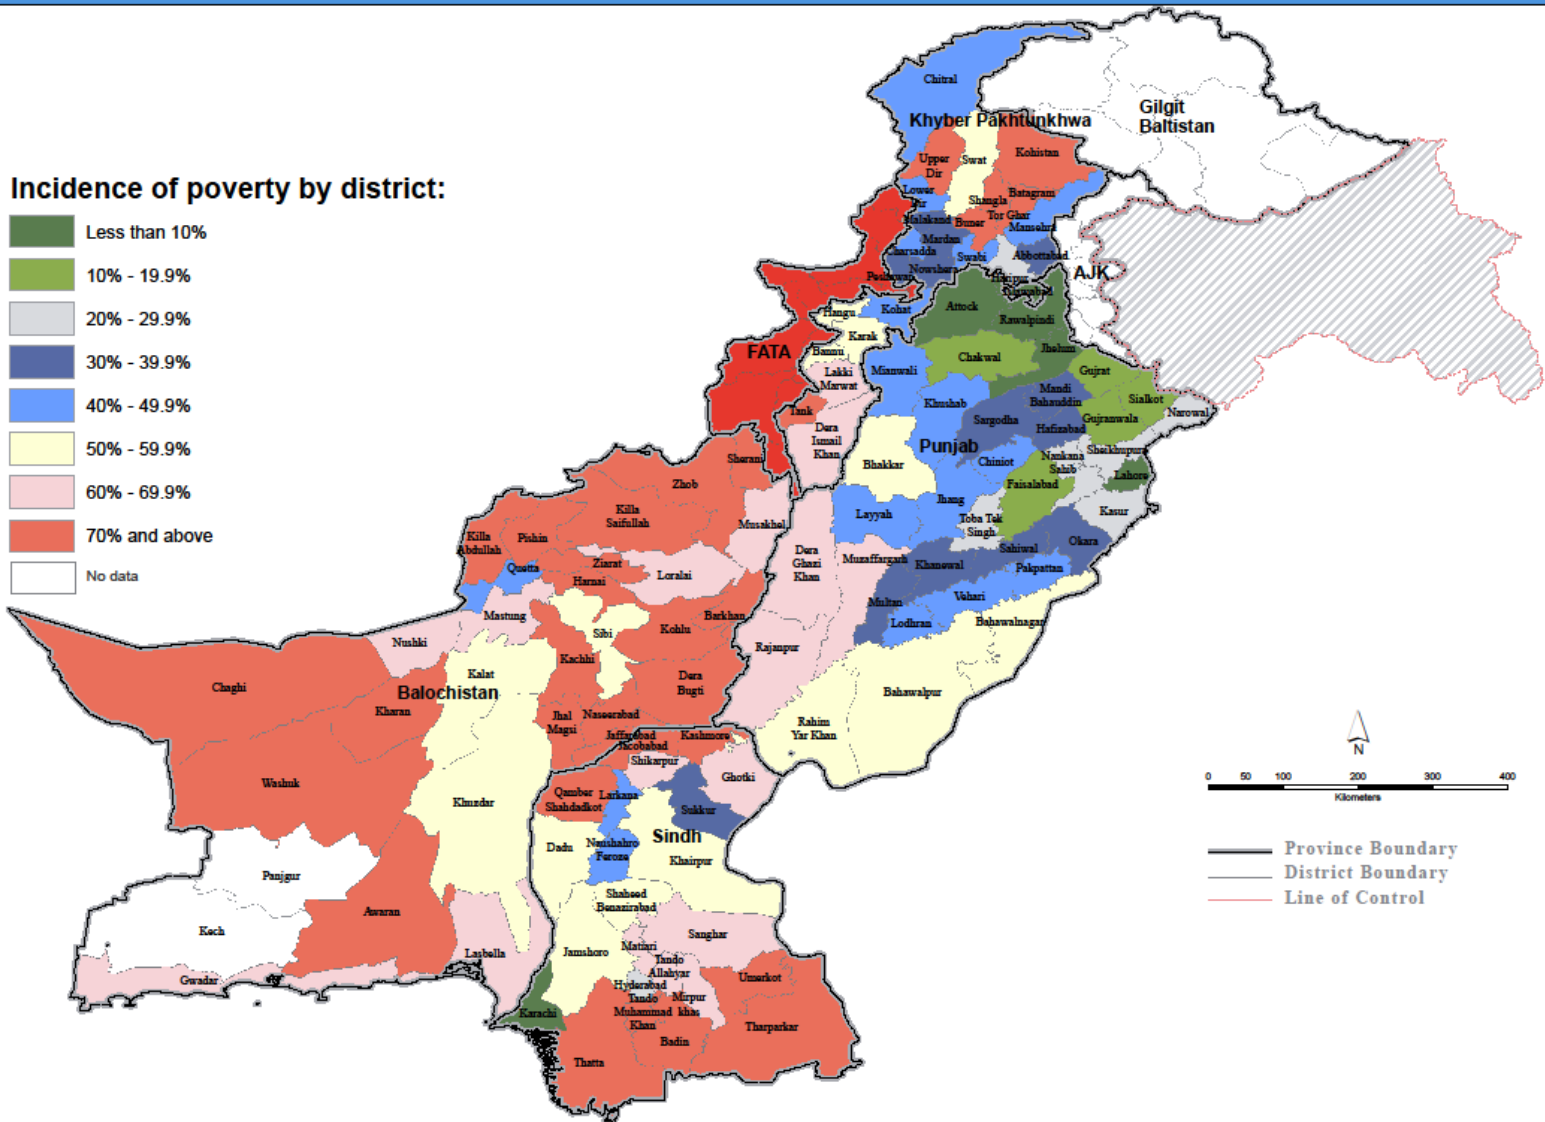 Incidence of poverty by district:
Less than 10%
10% - 19.9%
20% - 29.9%
30% - 39.9%
40% - 49.9%
50% - 59.9%
60% - 69.9%
70% and above
No data
Chitral
Khyber Pakhtunkhwa
Gilgit
Baltistan
Upper
Dir
Swat
Kohistan
Lower
Dir
Shangla
Batagram
Malakand
Buner
Tor Ghar
Mansehra
Mardan
Charsadda
Swabi
Abbottabad
Nowshera
Peshawar
Haripur
Islamabad
AJK
Hangu
Kohat
Attock
Rawalpindi
Karak
FATA
Bannu
Lakki
Marwat
Mianwali
Chakwal
Jhelum
Gujrat
Tank
Dera
Ismail
Khan
Khushab
Mandi
Bahauddin
Sialkot
Sargodha
Hafizabad
Gujranwala
Narowal
Punjab
Bhakkar
Chiniot
Nankana
Sahib
Sheikhupura
Faisalabad
Lahore
Jhang
Layyah
Toba Tek
Singh
Kasur
Sherani
Zhob
Killa
Saifullah
Musakhel
Killa
Abdullah
Pishin
Quetta
Ziarat
Harnai
Loralai
Dera
Ghazi
Khan
Muzaffargarh
Khanewal
Sahiwal
Okara
Pakpattan
Multan
Vehari
Lodhran
Bahawalnagar
Mastung
Nushki
Sibi
Kohlu
Barkhan
Rajanpur
Kalat
Kachhi
Dera
Bugti
Chaghi
Balochistan
Kharan
Bahawalpur
Rahim
Yar Khan
Jhal
Magsi
Naseerabad
Jaffarabad
Jacobabad
Kashmore
Shikarpur
Ghotki
Washuk
Khuzdar
Qamber
Shahdadkot
Larkana
Sukkur
Sindh
Dadu
Naushahro
Feroze
Khairpur
Panjgur
Awaran
Kech
Shaheed
Benazirabad
Lasbella
Gwadar
Jamshoro
Matiari
Sanghar
Tando
Allahyar
Hyderabad
Umerkot
Tando
Muhammad
Khan
Mirpur
khas
Karachi
Badin
Tharparkar
Thatta
N
0 50 100 200 300 400
Kilometers
Province Boundary
District Boundary
Line of Control